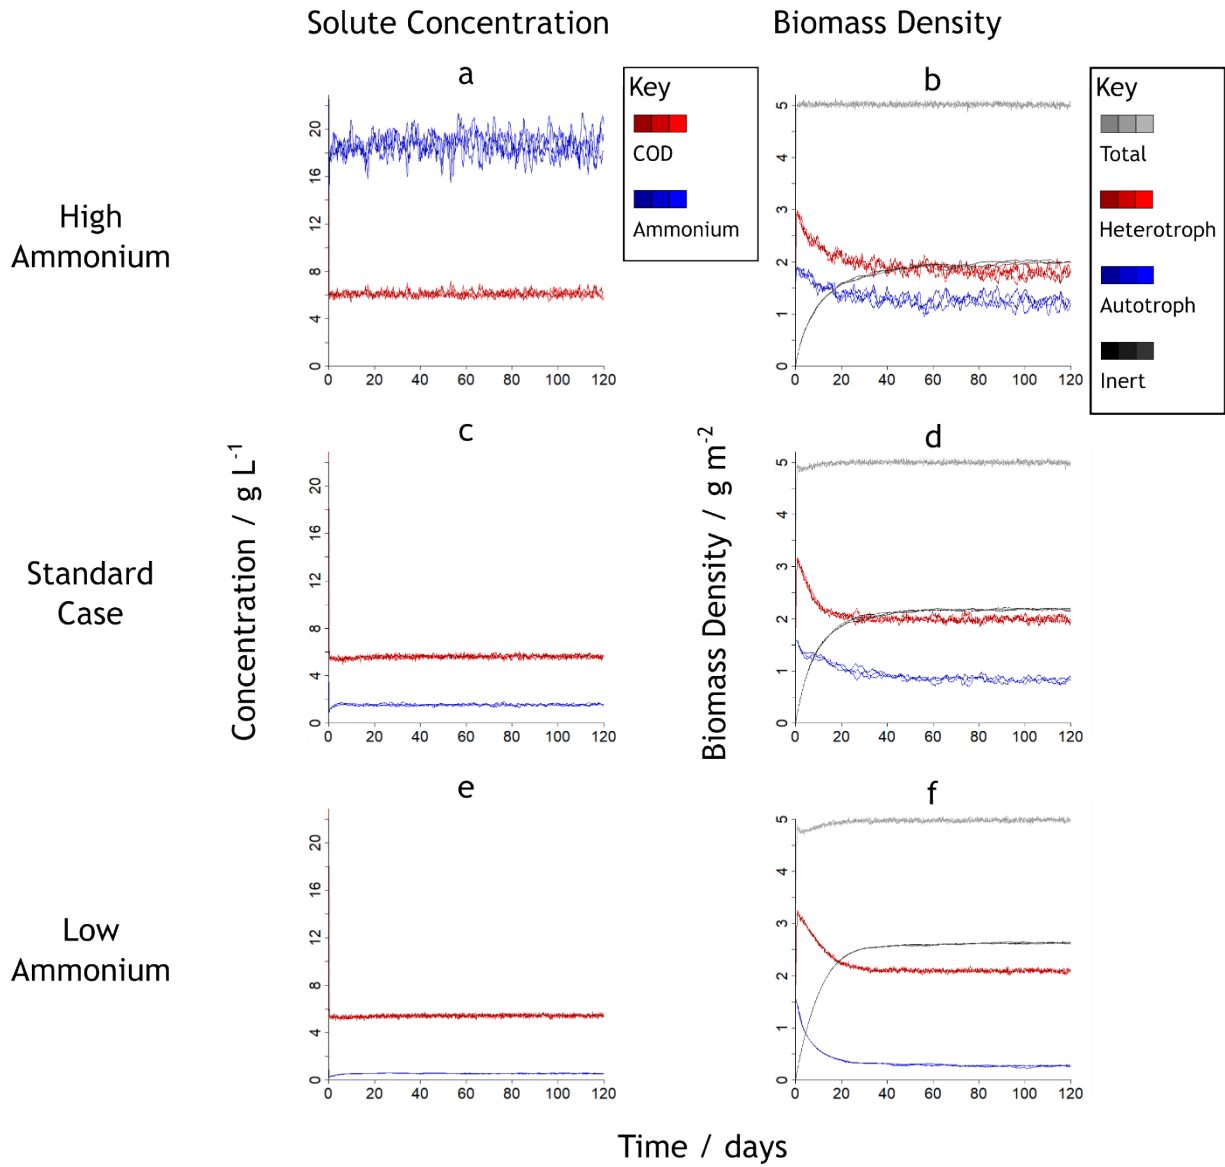 Solute Concentration
Biomass Density
High
Ammonium
a
0 4 8 12 16 20
0 20 40 60 80 100 120
Key
COD
Ammonium
b
0 1 2 3 4 5
0 20 40 60 80 100 120
Key
Total
Heterotroph
Autotroph
Inert
Standard
Case
Concentration / g L-1
c
0 4 8 12 16 20
0 20 40 60 80 100 120
Biomass Density / g m-2
d
0 1 2 3 4 5
0 20 40 60 80 100 120
Low
Ammonium
e
0 4 8 12 16 20
0 20 40 60 80 100 120
f
0 1 2 3 4 5
0 20 40 60 80 100 120
Time / days